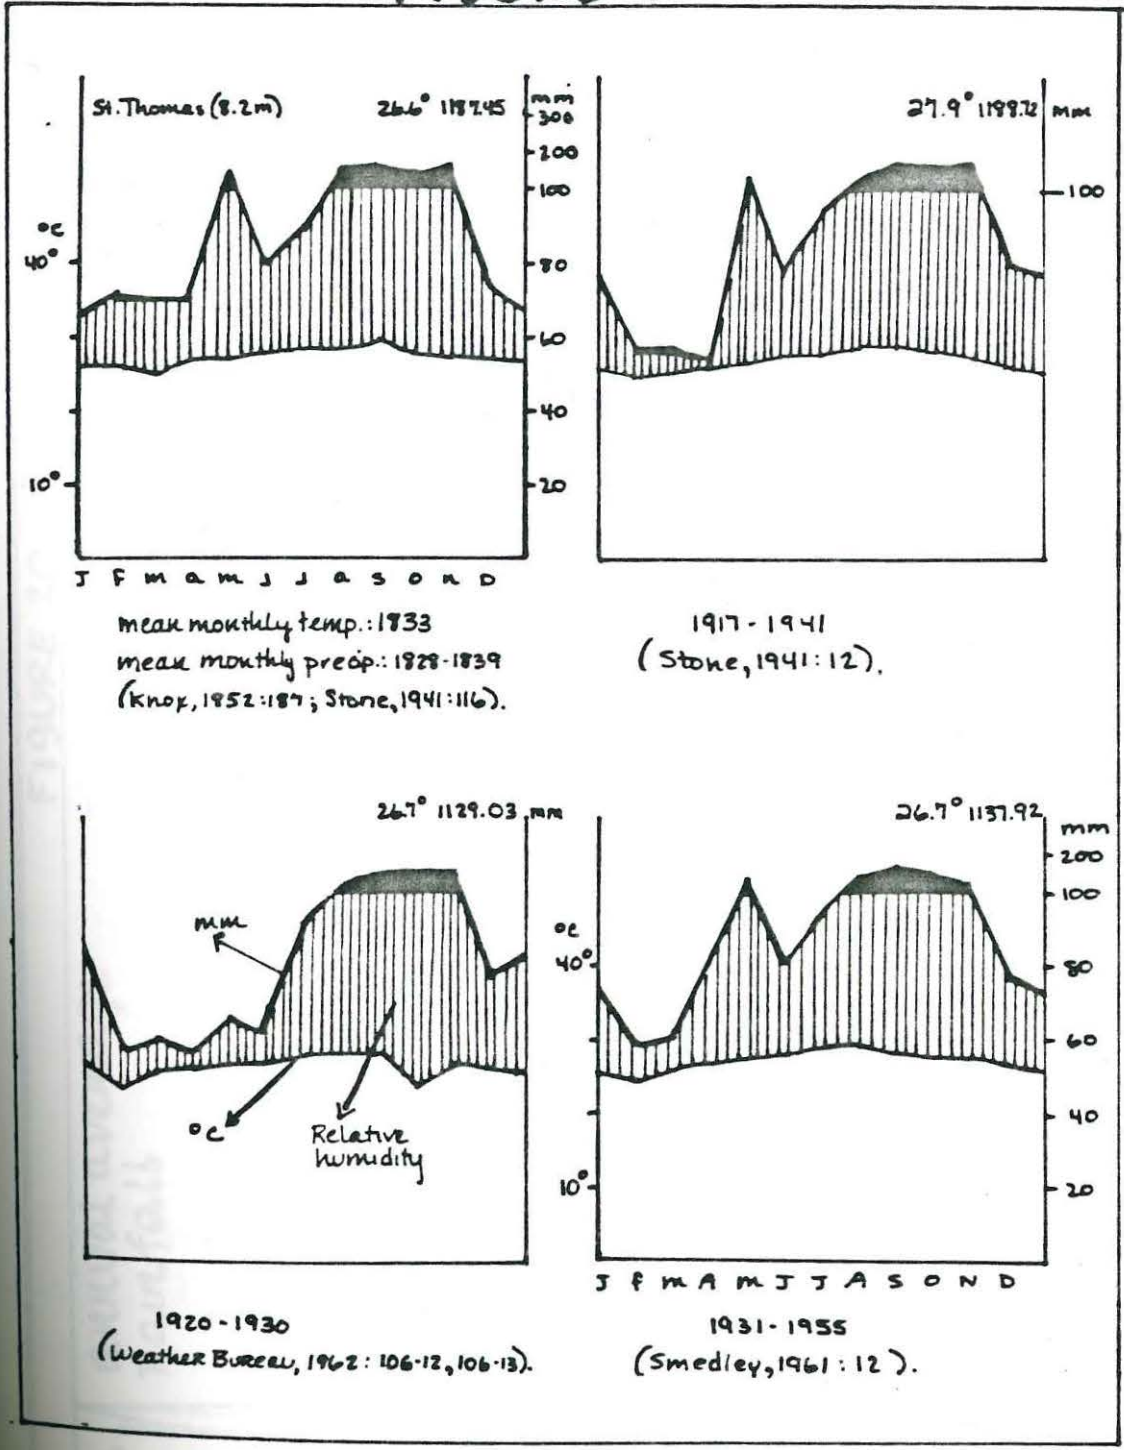 St. Thomas (8.2m) 26.6° 1187.45 mm
300
200
100
°C
40° 80
60
40
10° 20
J F m a m J J a s o n D
mean monthly temp.: 1833
mean monthly precip.: 1828-1839
(Knox, 1852:187; Stone, 1941:116).
27.9° 1198.72 mm
100
1917 - 1941
(Stone, 1941:12).
26.7° 1129.03 mm
mm
°C
Relative
humidity
1920 - 1930
(Weather Bureau, 1962: 106-12, 106-13).
26.7° 1137.92
mm
200
100
°C
40° 80
60
40
10° 20
J F m A m J J A S O N D
1931 - 1955
(Smedley, 1961:12).
FIGURE